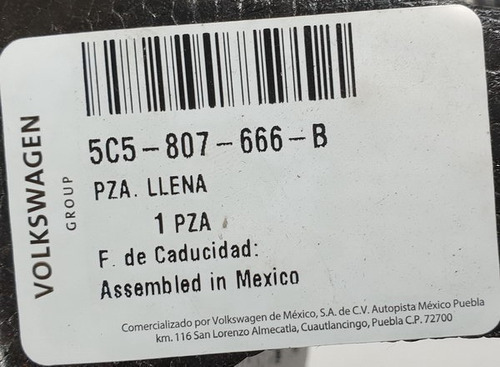 VOLKSWAGEN
GROUP
5C5-807-666-B
PZA. LLENA
1 PZA
F. de Caducidad:
Assembled in Mexico
Comercializado por Volkswagen de México, S.A. de C.V. Autopista México Puebla
km. 116 San Lorenzo Almecatla, Cuautlancingo, Puebla C.P. 72700